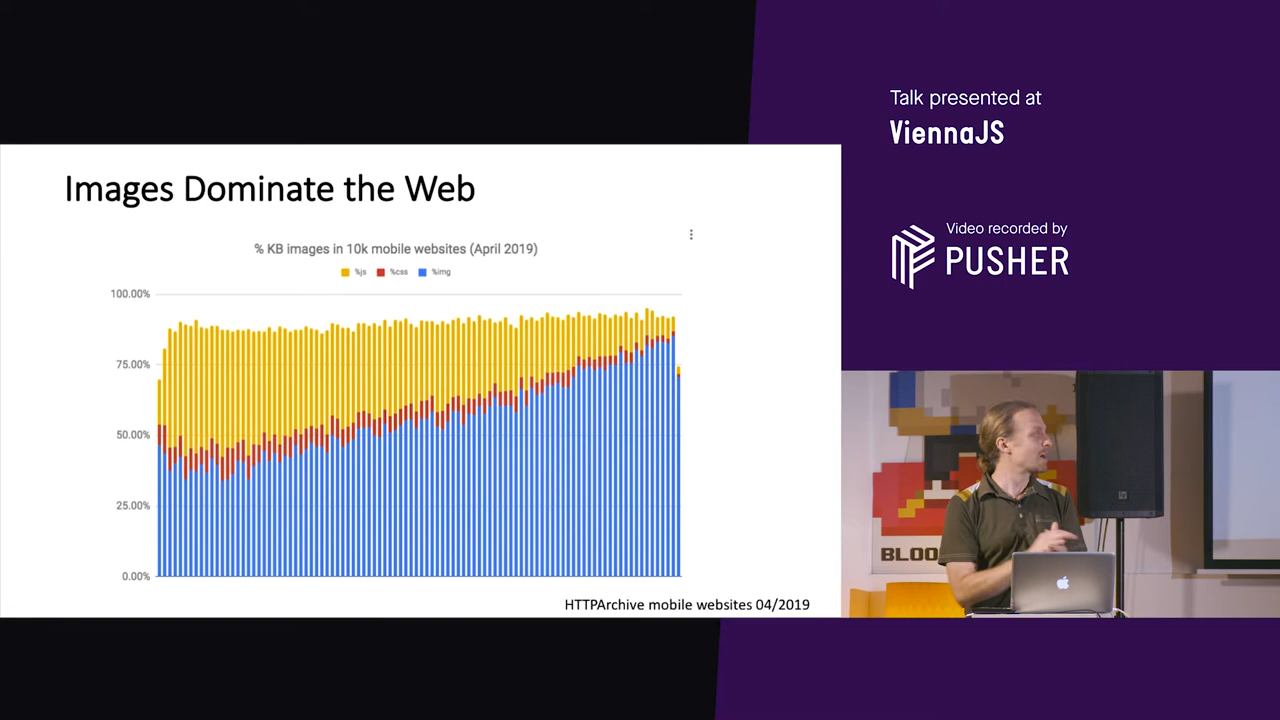 Talk presented at
ViennaJS
Video recorded by
PUSHER
Images Dominate the Web
% KB images in 10k mobile websites (April 2019)
%js %css %img
100.00%
75.00%
50.00%
25.00%
0.00%
HTTPArchive mobile websites 04/2019
BLOO